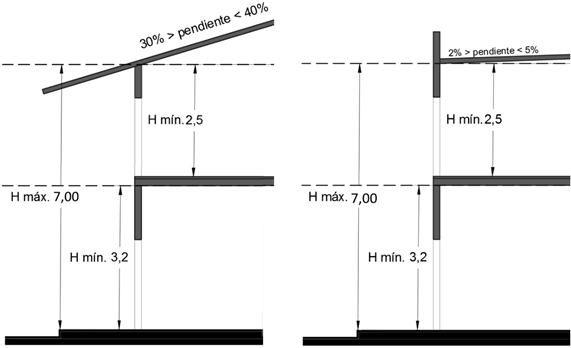 30% > pendiente < 40%
H mín.2,5
H máx. 7,00
H mín. 3,2
2% > pendiente < 5%
H mín.2,5
H máx. 7,00
H mín. 3,2